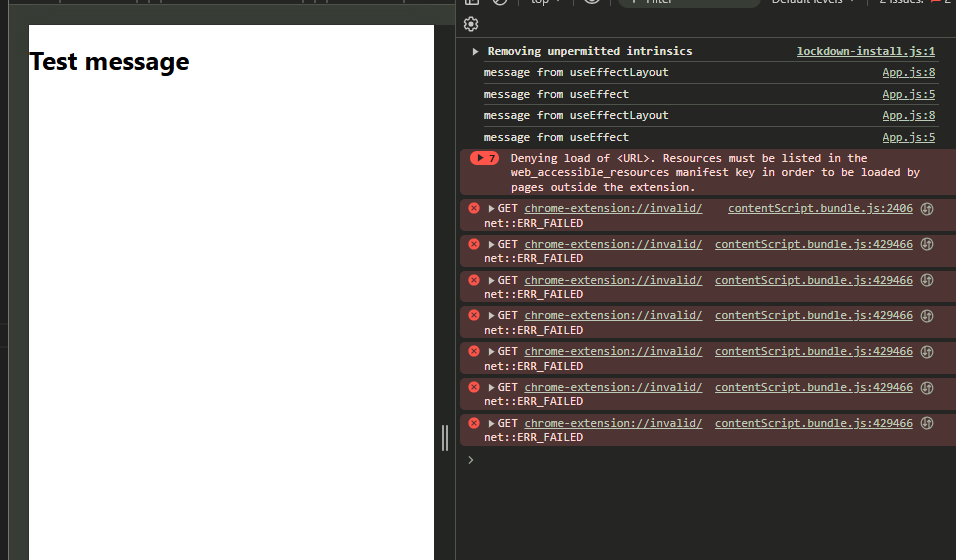 top
Filter
Default levels
2 Issues:
2
Test message
Removing unpermitted intrinsics lockdown-install.js:1
message from useEffectLayout App.js:8
message from useEffect App.js:5
message from useEffectLayout App.js:8
message from useEffect App.js:5
7 Denying load of <URL>. Resources must be listed in the
web_accessible_resources manifest key in order to be loaded by
pages outside the extension.
GET chrome-extension://invalid/ contentScript.bundle.js:2406
net::ERR_FAILED
GET chrome-extension://invalid/ contentScript.bundle.js:429466
net::ERR_FAILED
GET chrome-extension://invalid/ contentScript.bundle.js:429466
net::ERR_FAILED
GET chrome-extension://invalid/ contentScript.bundle.js:429466
net::ERR_FAILED
GET chrome-extension://invalid/ contentScript.bundle.js:429466
net::ERR_FAILED
GET chrome-extension://invalid/ contentScript.bundle.js:429466
net::ERR_FAILED
GET chrome-extension://invalid/ contentScript.bundle.js:429466
net::ERR_FAILED